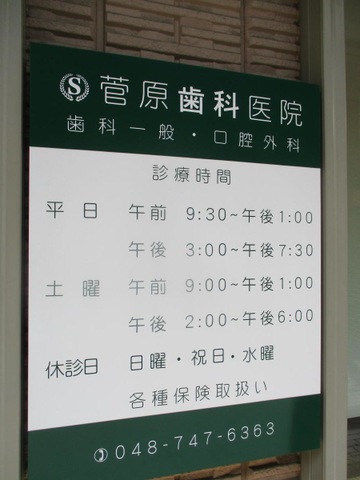 S 菅原歯科医院
歯科一般・口腔外科
診療時間
平日 午前 9:30~午後1:00
午後 3:00~午後7:30
土曜 午前 9:00~午後1:00
午後 2:00~午後6:00
休診日 日曜・祝日・水曜
各種保険取扱い
048-747-6363